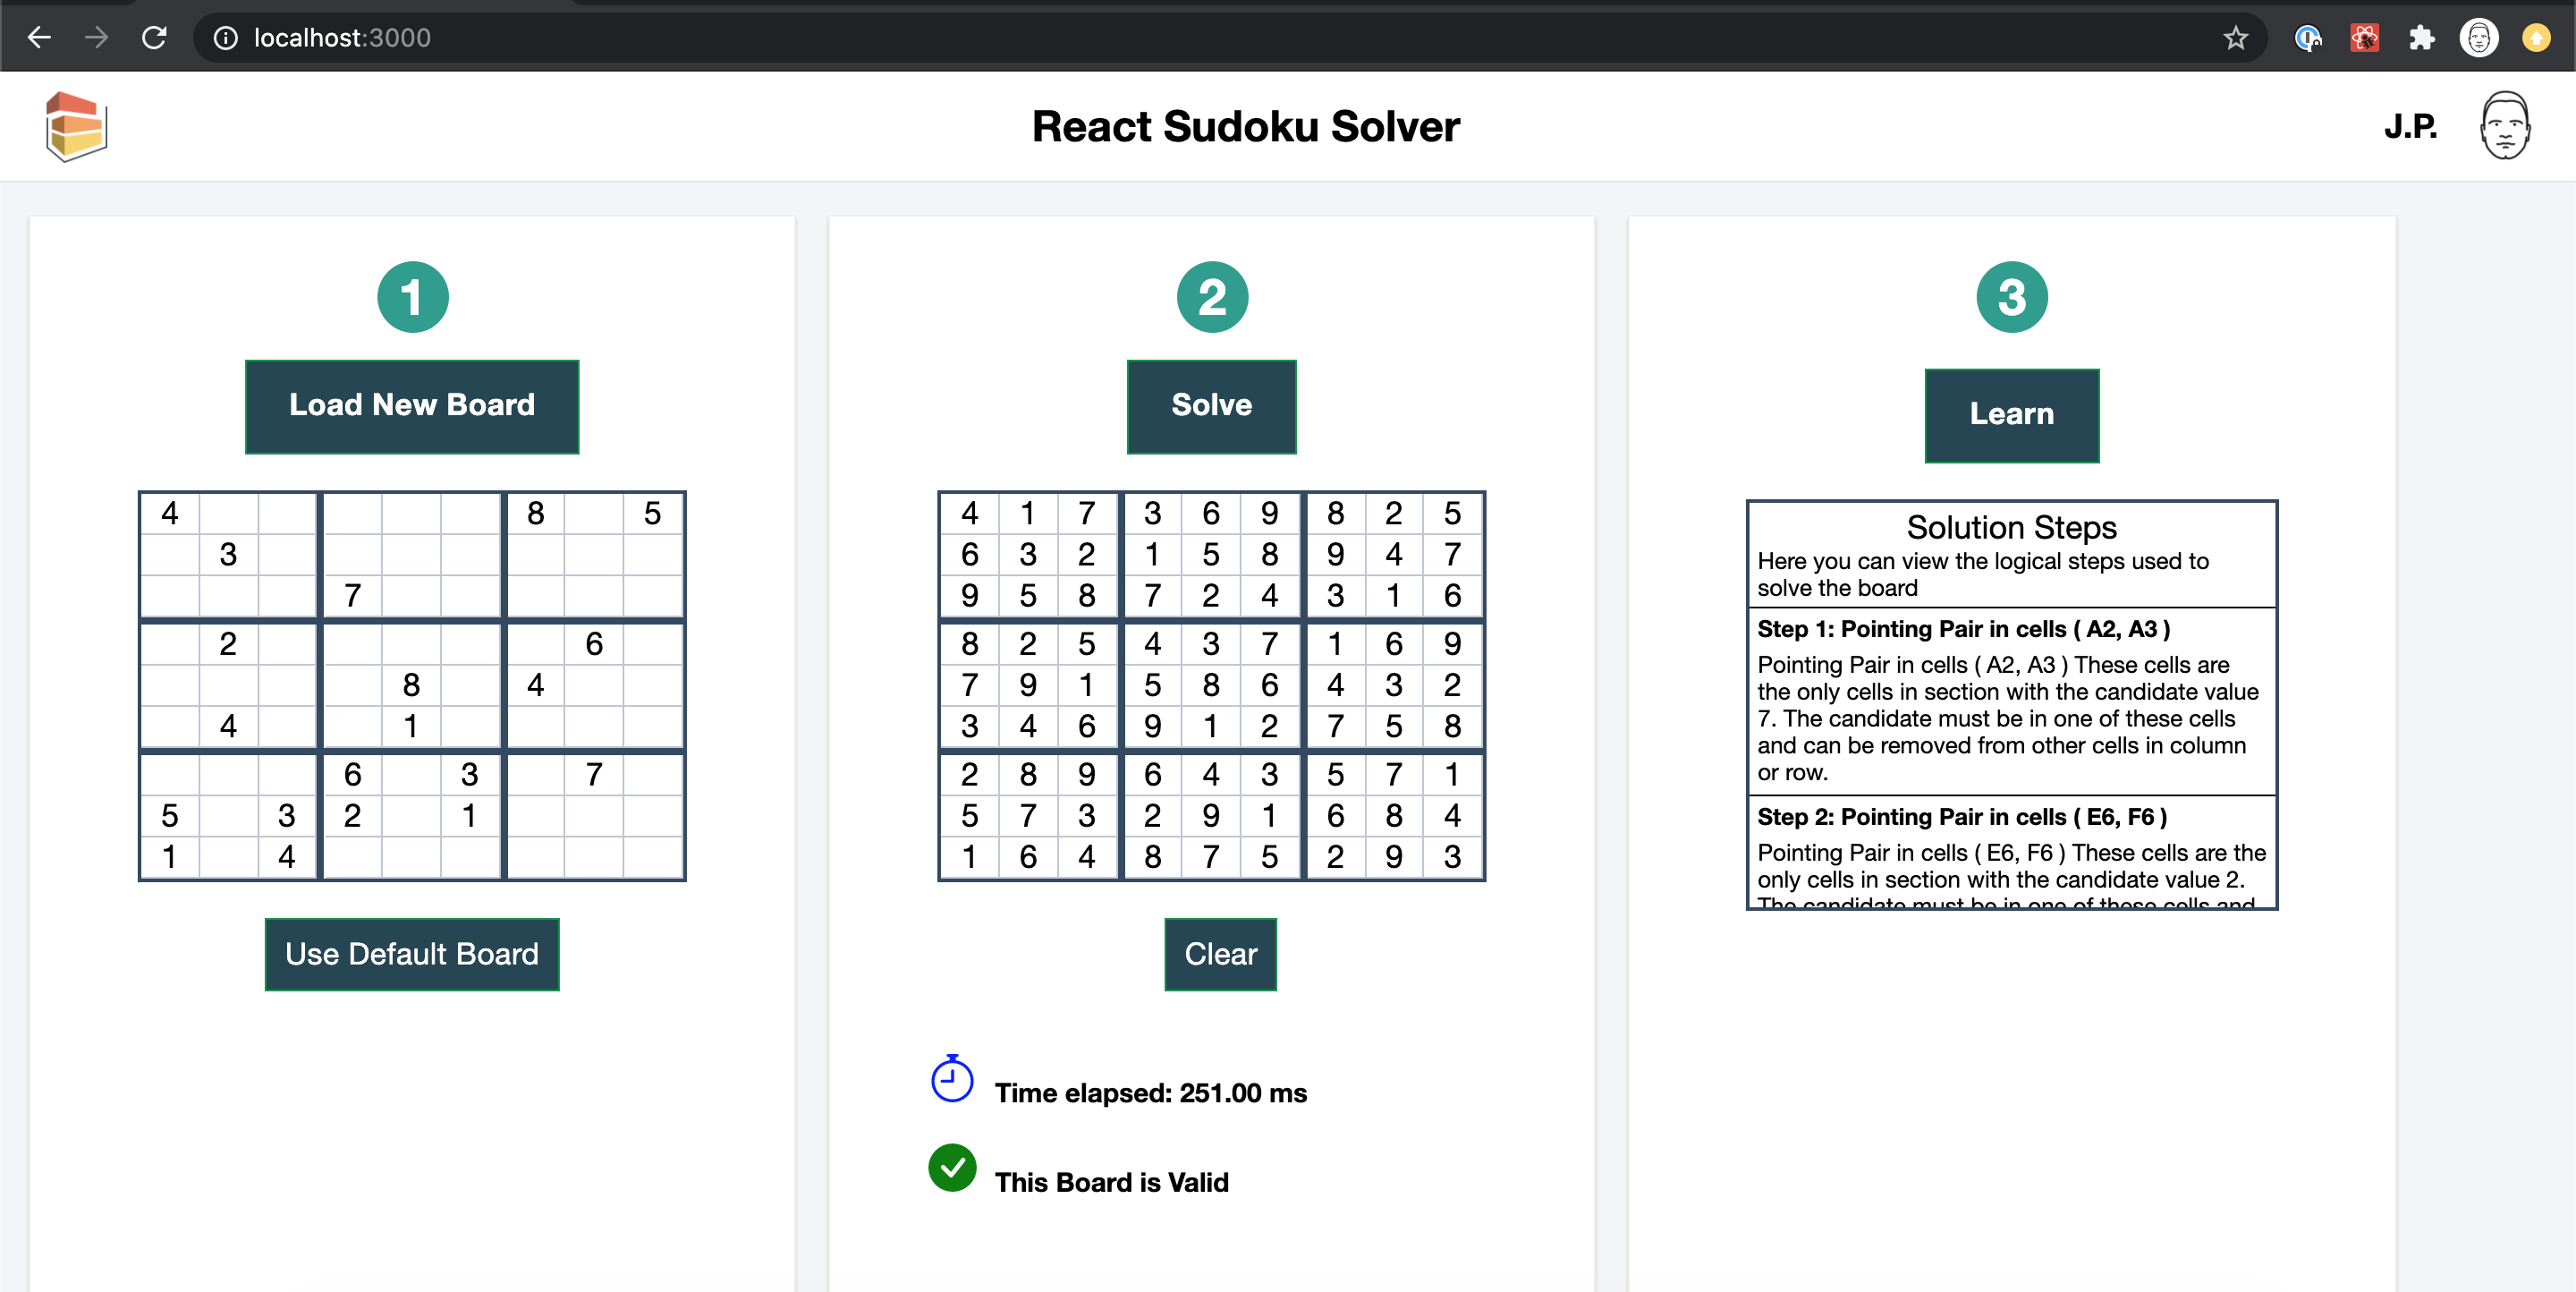 localhost:3000
React Sudoku Solver
J.P.
1
Load New Board
4 8 5
3
7
2 6
8 4
4 1
6 3 7
5 3 2 1
1 4
Use Default Board
2
Solve
4 1 7 3 6 9 8 2 5
6 3 2 1 5 8 9 4 7
9 5 8 7 2 4 3 1 6
8 2 5 4 3 7 1 6 9
7 9 1 5 8 6 4 3 2
3 4 6 9 1 2 7 5 8
2 8 9 6 4 3 5 7 1
5 7 3 2 9 1 6 8 4
1 6 4 8 7 5 2 9 3
Clear
Time elapsed: 251.00 ms
This Board is Valid
3
Learn
Solution Steps
Here you can view the logical steps used to
solve the board
Step 1: Pointing Pair in cells ( A2, A3 )
Pointing Pair in cells ( A2, A3 ) These cells are
the only cells in section with the candidate value
7. The candidate must be in one of these cells
and can be removed from other cells in column
or row.
Step 2: Pointing Pair in cells ( E6, F6 )
Pointing Pair in cells ( E6, F6 ) These cells are the
only cells in section with the candidate value 2.
The candidate must be in one of these cells and